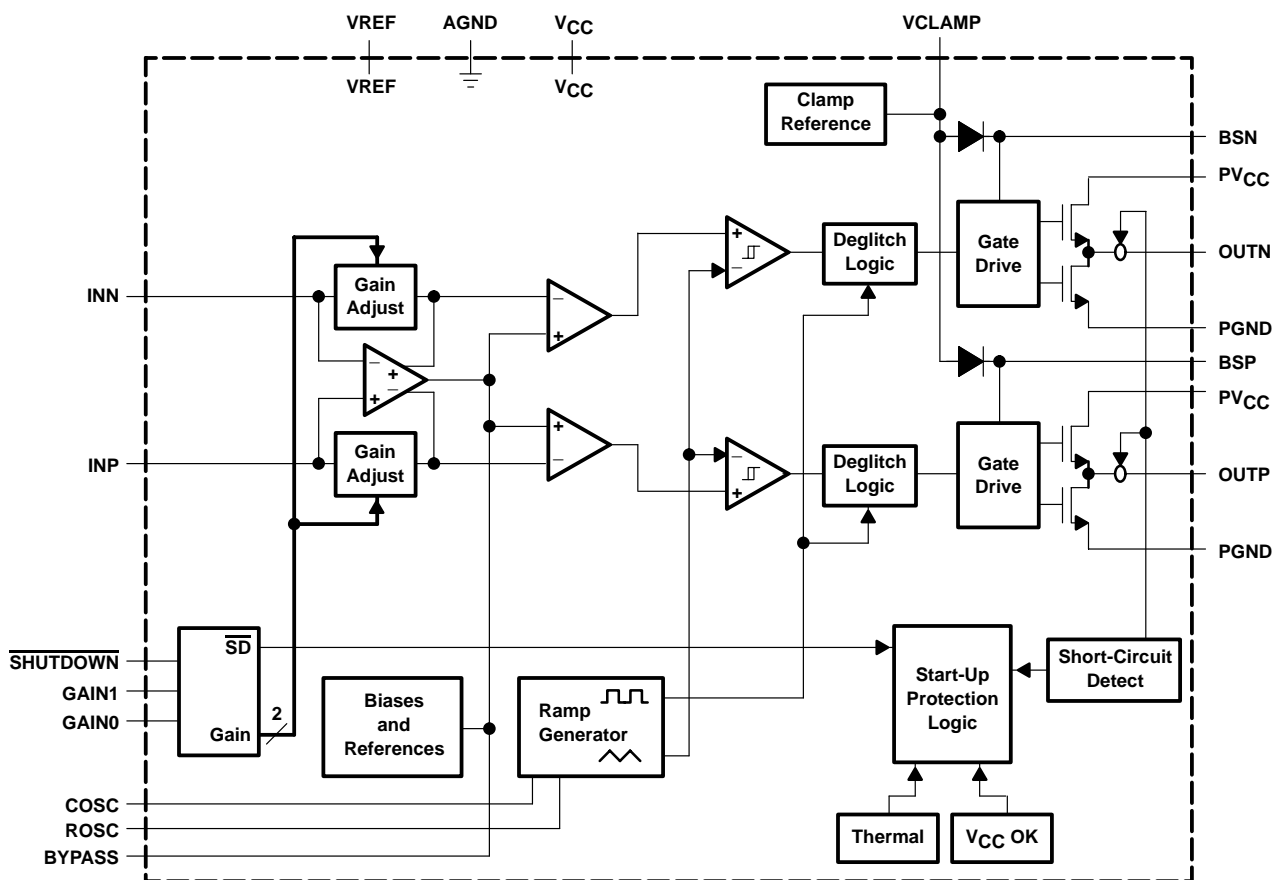 VREF
AGND
VCC
VCLAMP
VREF
VCC
Clamp
Reference
BSN
PVCC
+
–
Deglitch
Logic
Gate
Drive
OUTN
INN
Gain
Adjust
–
+
PGND
–
+
–
+
BSP
PVCC
+
–
INP
Gain
Adjust
–
+
Deglitch
Logic
Gate
Drive
OUTP
PGND
SHUTDOWN
GAIN1
GAIN0
SD
Gain
2
Biases
and
References
Ramp
Generator
Start-Up
Protection
Logic
Short-Circuit
Detect
COSC
ROSC
BYPASS
Thermal
VCC OK